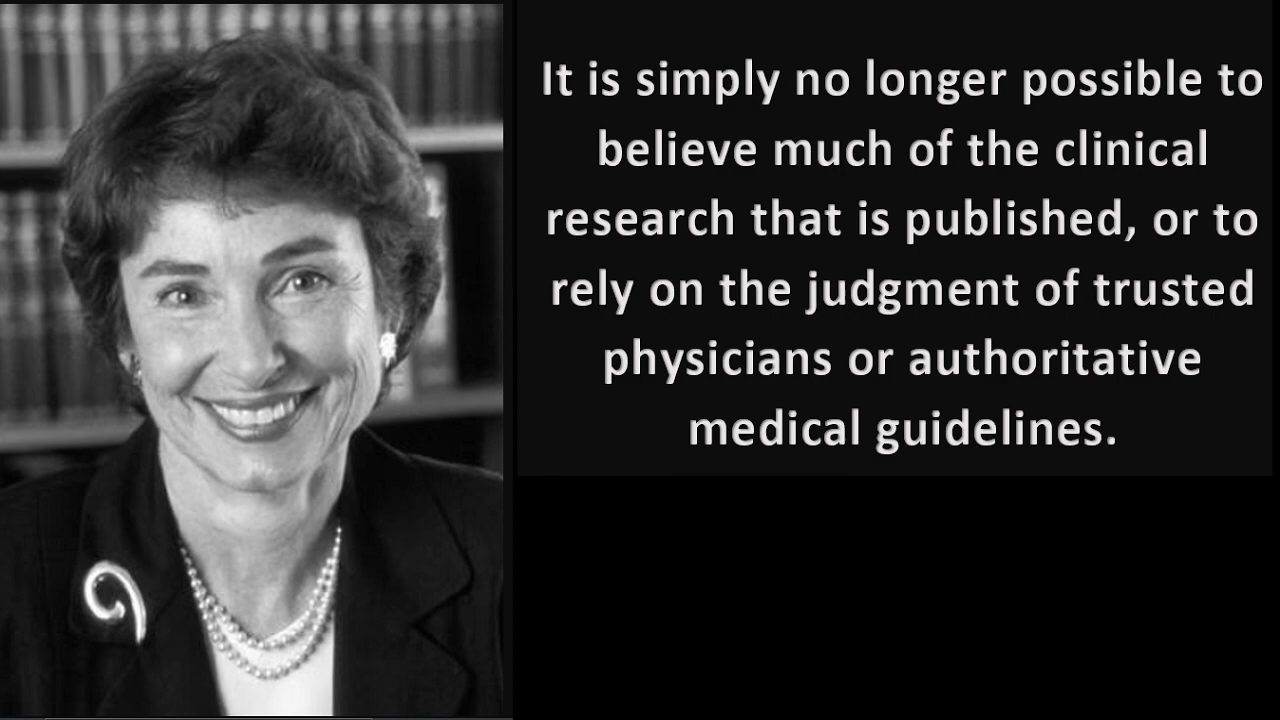 It is simply no longer possible to
believe much of the clinical
research that is published, or to
rely on the judgment of trusted
physicians or authoritative
medical guidelines.